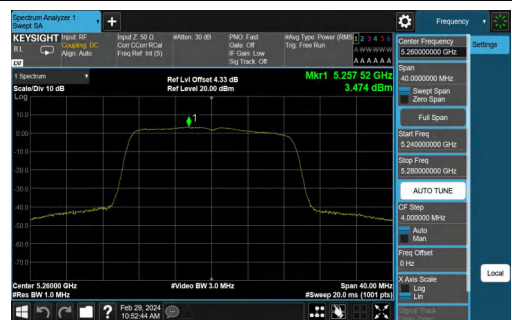 Spectrum Analyzer 1
Swept SA
Frequency
KEYSIGHT
Input: RF
Coupling: DC
Align: Auto
Input Z: 50 Ω
Corr CCorr RCal
Freq Ref: Int (S)
#Atten: 30 dB
PNO: Fast
Gate: Off
IF Gain: Low
Sig Track: Off
#Avg Type: Power (RMS
Trig: Free Run
1 2 3 4 5 6
A W W W W W
A A A A A A
R L
LXI
1 Spectrum
Scale/Div 10 dB
Ref Lvl Offset 4.33 dB
Ref Level 20.00 dBm
Mkr1 5.257 52 GHz
3.474 dBm
Log
10.0
0.00
-10.0
-20.0
-30.0
-40.0
-50.0
-60.0
-70.0
1
Center 5.26000 GHz
#Res BW 1.0 MHz
#Video BW 3.0 MHz
Span 40.00 MHz
#Sweep 20.0 ms (1001 pts)
Feb 29, 2024
10:52:44 AM
Center Frequency
5.260000000 GHz
Span
40.0000000 MHz
Swept Span
Zero Span
Full Span
Start Freq
5.240000000 GHz
Stop Freq
5.280000000 GHz
AUTO TUNE
CF Step
4.000000 MHz
Auto
Man
Freq Offset
0 Hz
X Axis Scale
Log
Lin
Signal Track
Settings
Local